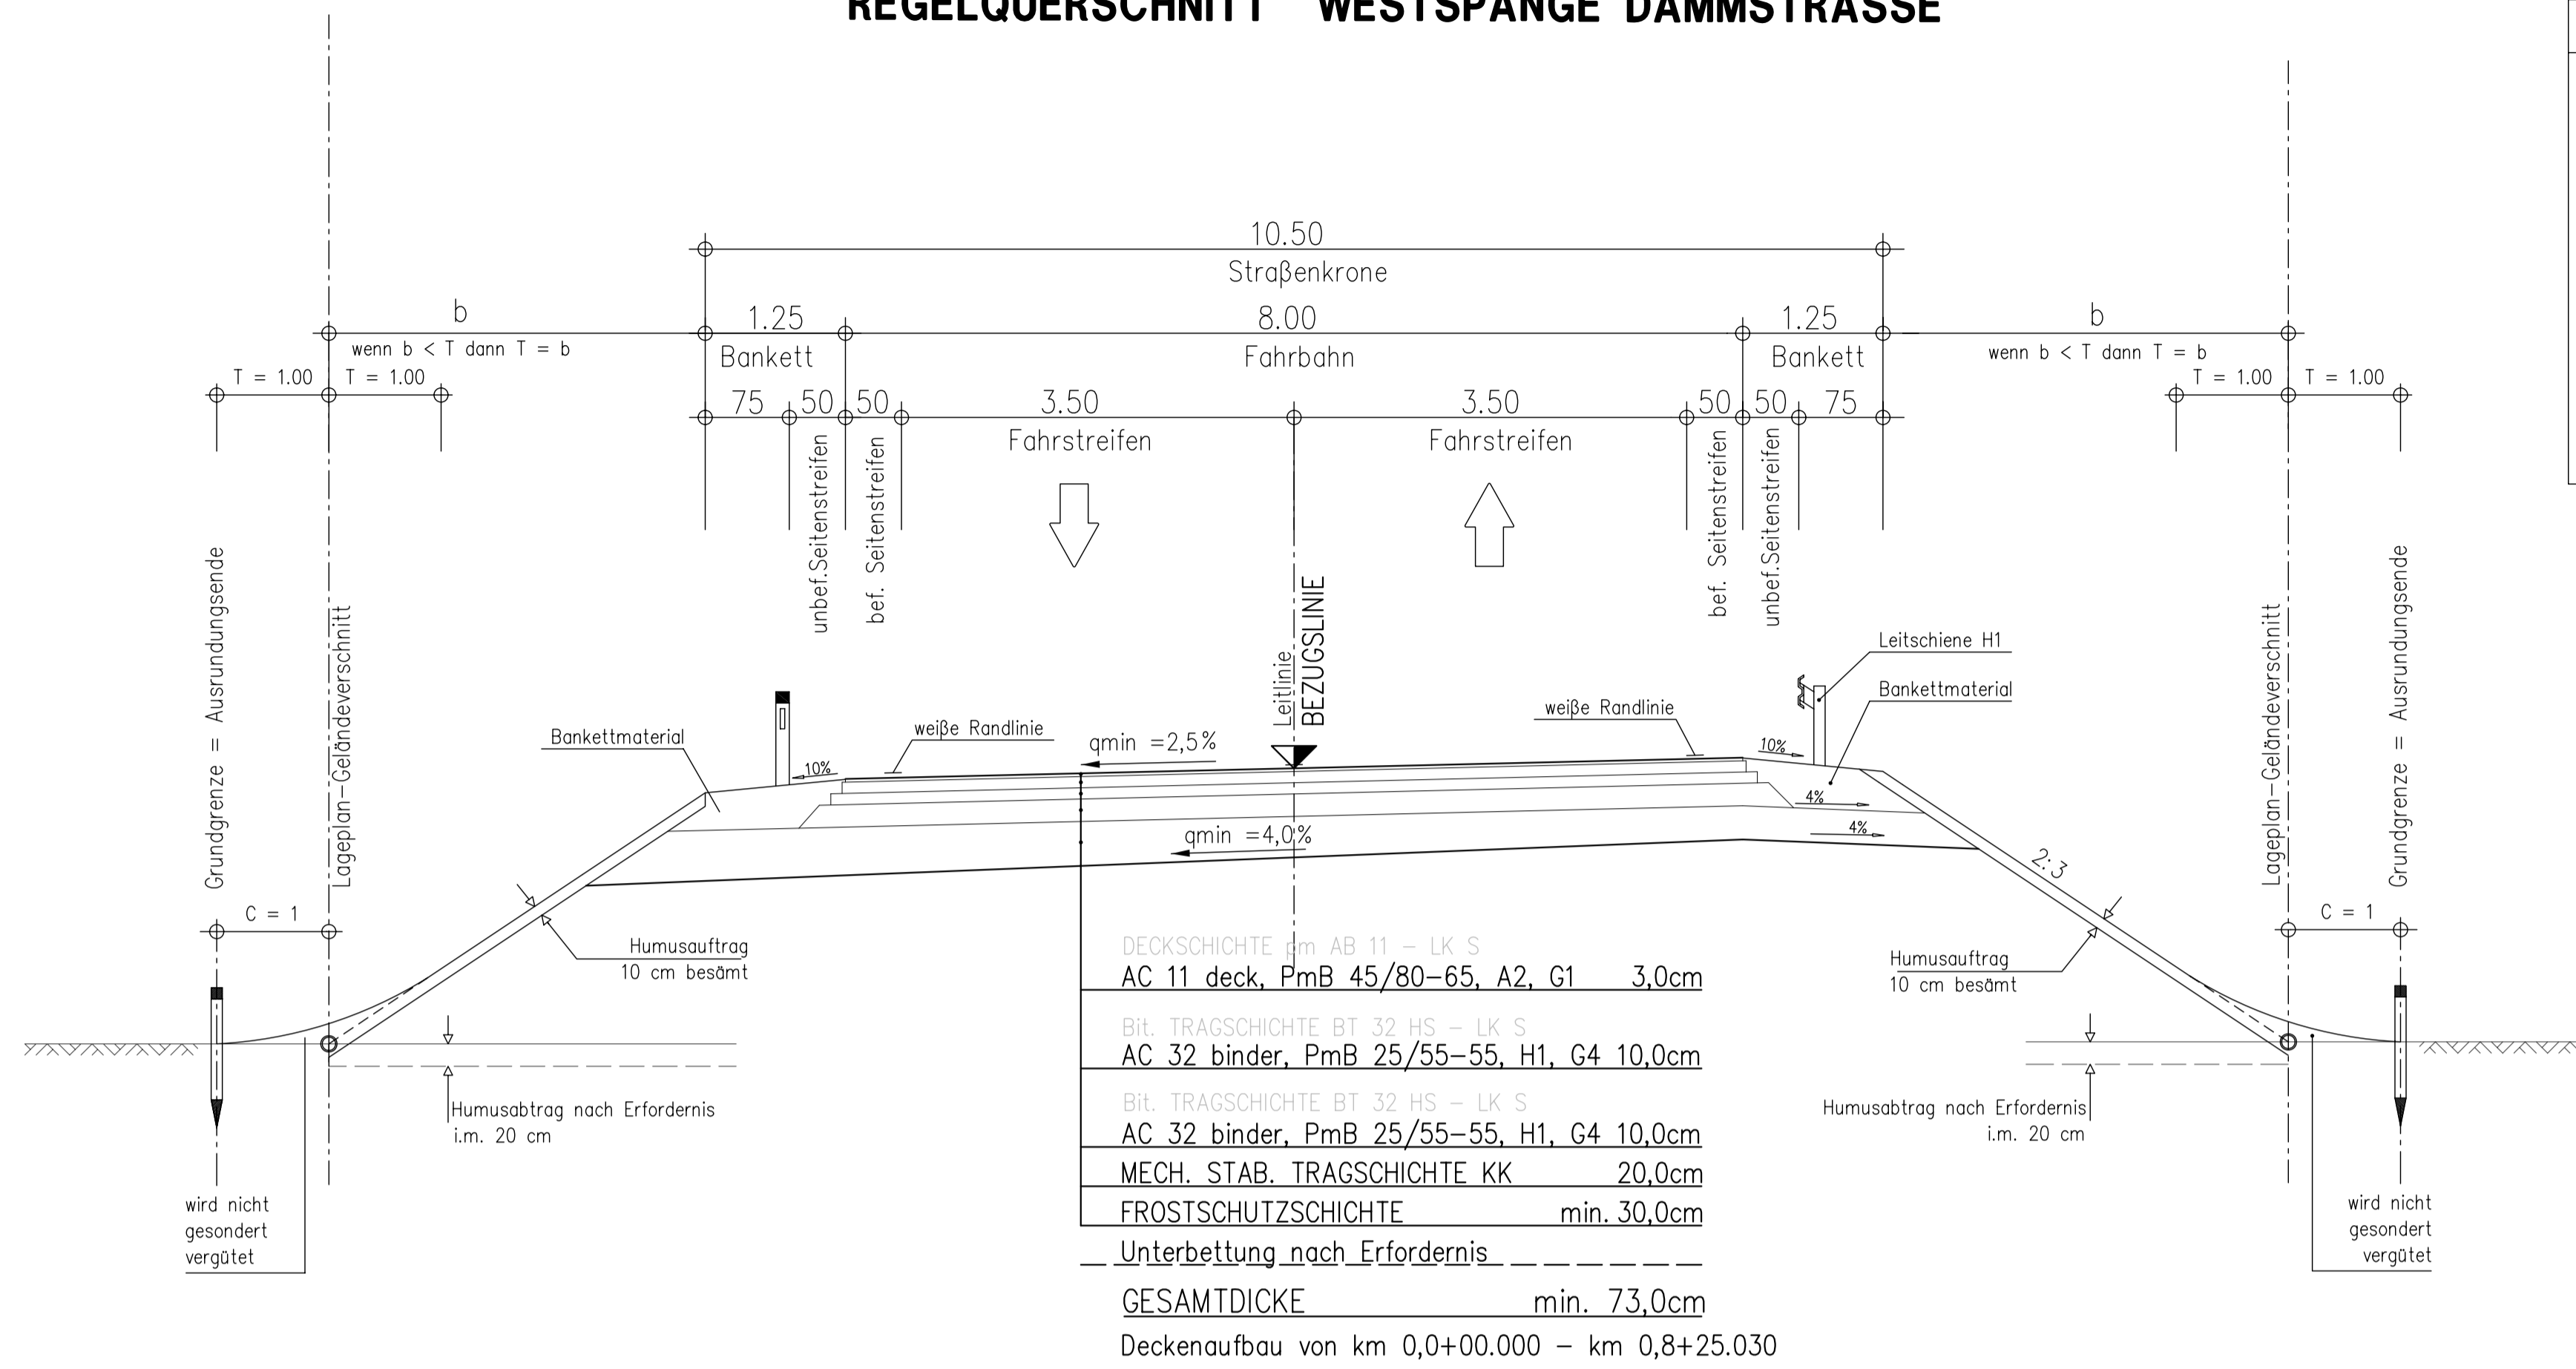 REGELQUERSCHNITT WESTSPANGE DAMMSTRASSE
10.50
Straßenkrone
b
1.25
8.00
1.25
b
wenn b < T dann T = b
Bankett
Fahrbahn
Bankett
wenn b < T dann T = b
T = 1.00
T = 1.00
T = 1.00
T = 1.00
75
50
50
3.50
3.50
50
50
75
Fahrstreifen
Fahrstreifen
unbef.Seitenstreifen
bef. Seitenstreifen
bef. Seitenstreifen
unbef.Seitenstreifen
Grundgrenze = Ausrundungsende
Lageplan-Geländeverschnitt
Leitlinie
BEZUGSLINIE
Lageplan-Geländeverschnitt
Grundgrenze = Ausrundungsende
Leitschiene H1
Bankettmaterial
weiße Randlinie
weiße Randlinie
Bankettmaterial
qmin =2,5%
10%
10%
4%
4%
qmin =4,0%
2:3
C = 1
C = 1
Humusauftrag
10 cm besämt
Humusauftrag
10 cm besämt
DECKSCHICHTE pm AB 11 - LK S
AC 11 deck, PmB 45/80-65, A2, G1 3,0cm
Bit. TRAGSCHICHTE BT 32 HS - LK S
AC 32 binder, PmB 25/55-55, H1, G4 10,0cm
Bit. TRAGSCHICHTE BT 32 HS - LK S
AC 32 binder, PmB 25/55-55, H1, G4 10,0cm
MECH. STAB. TRAGSCHICHTE KK 20,0cm
FROSTSCHUTZSCHICHTE min. 30,0cm
Unterbettung nach Erfordernis
GESAMTDICKE min. 73,0cm
Deckenaufbau von km 0,0+00.000 - km 0,8+25.030
Humusabtrag nach Erfordernis
i.m. 20 cm
Humusabtrag nach Erfordernis
i.m. 20 cm
wird nicht
gesondert
vergütet
wird nicht
gesondert
vergütet